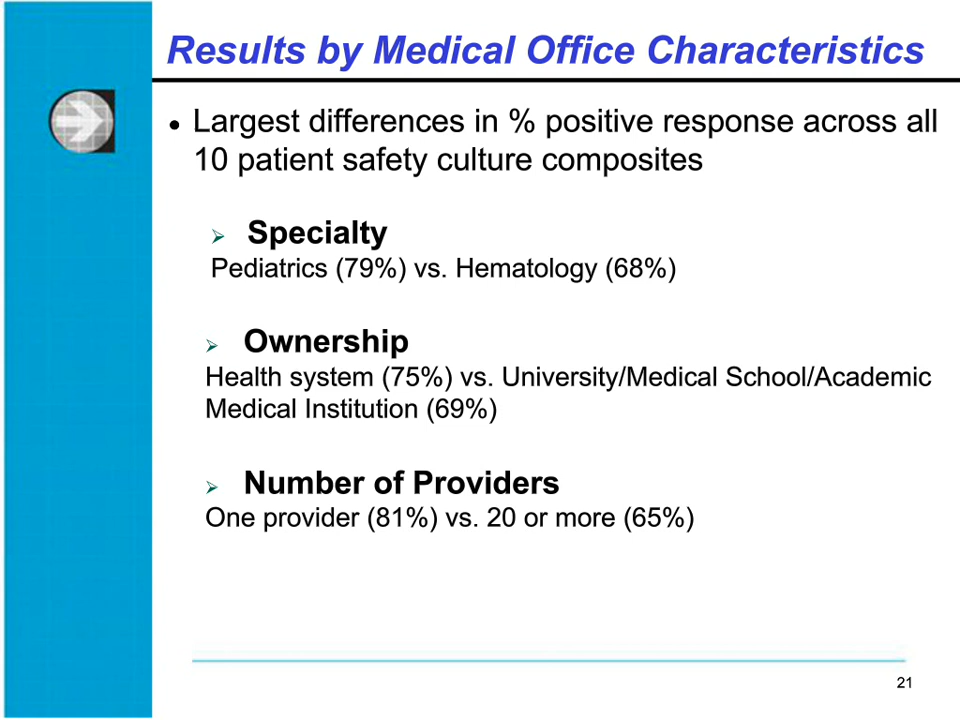 Results by Medical Office Characteristics
• Largest differences in % positive response across all
10 patient safety culture composites
➢ Specialty
Pediatrics (79%) vs. Hematology (68%)
➢ Ownership
Health system (75%) vs. University/Medical School/Academic
Medical Institution (69%)
➢ Number of Providers
One provider (81%) vs. 20 or more (65%)
21